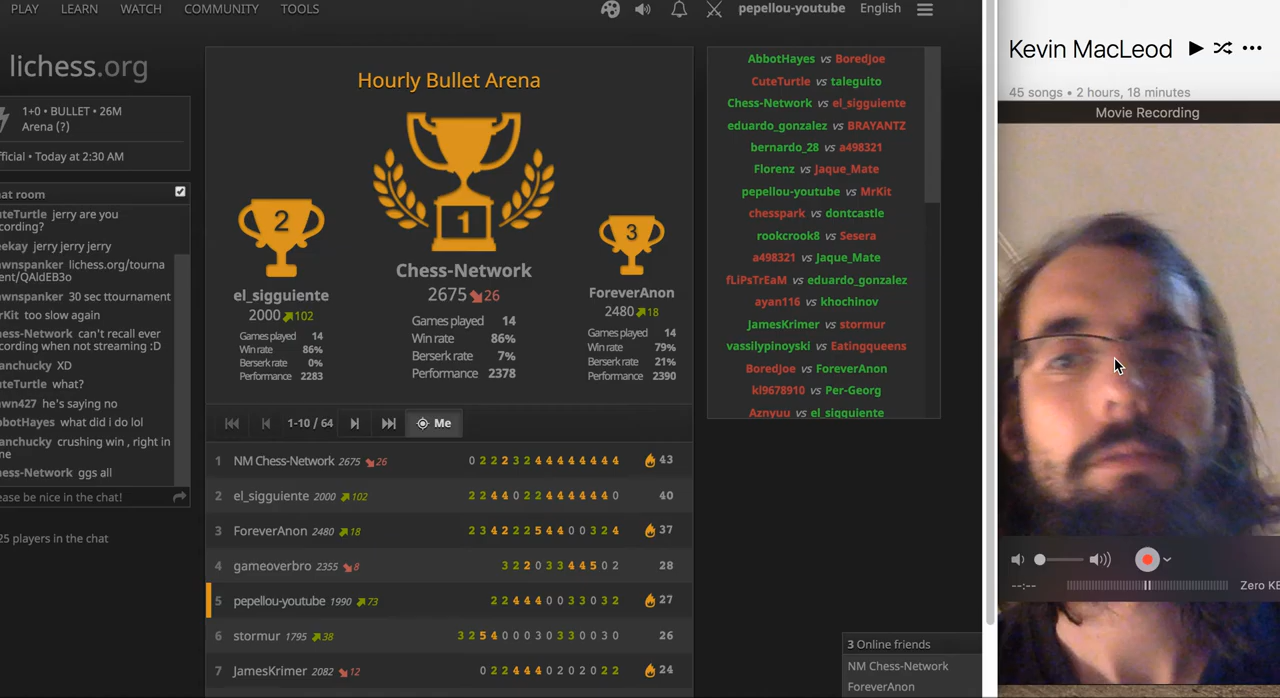 PLAY LEARN WATCH COMMUNITY TOOLS
pepellou-youtube English
lichess.org
1+0 • BULLET • 26M
Arena (?)
fficial • Today at 2:30 AM
hat room
uteTurtle jerry are you
cording?
eekay jerry jerry jerry
awnspanker lichess.org/tourna
ent/QAldEB3o
awnspanker 30 sec ttournament
rKit too slow again
hess-Network can't recall ever
cording when not streaming :D
anchucky XD
uteTurtle what?
awn427 he's saying no
bbotHayes what did I do lol
anchucky crushing win , right in
ne
hess-Network ggs all
ease be nice in the chat!
25 players in the chat
Hourly Bullet Arena
2
1
3
el_sigguiente
2000 102
Games played 14
Win rate 86%
Berserk rate 0%
Performance 2283
Chess-Network
2675 26
Games played 14
Win rate 86%
Berserk rate 7%
Performance 2378
ForeverAnon
2480 18
Games played 14
Win rate 79%
Berserk rate 21%
Performance 2390
1-10 / 64 Me
1 NM Chess-Network 2675 26 0 2 2 2 3 2 4 4 4 4 4 4 4 4 43
2 el_sigguiente 2000 102 2 2 4 4 0 2 2 4 4 4 4 4 4 0 40
3 ForeverAnon 2480 18 2 3 4 2 2 2 5 4 4 0 0 3 2 4 37
4 gameoverbro 2355 8 3 2 2 0 3 3 4 4 5 0 2 28
5 pepellou-youtube 1990 73 2 2 4 4 4 0 0 3 3 0 3 2 27
6 stormur 1795 38 3 2 5 4 0 0 0 3 0 3 3 0 0 3 0 26
7 JamesKrimer 2082 12 0 2 2 4 4 4 0 2 0 2 0 2 2 24
AbbotHayes vs BoredJoe
CuteTurtle vs taleguito
Chess-Network vs el_sigguiente
eduardo_gonzalez vs BRAYANTZ
bernardo_28 vs a498321
Florenz vs Jaque_Mate
pepellou-youtube vs MrKit
chesspark vs dontcastle
rookcrook8 vs Sesera
a498321 vs Jaque_Mate
fLiPsTrEaM vs eduardo_gonzalez
ayan116 vs khochinov
JamesKrimer vs stormur
vassilypinoyski vs Eatingqueens
BoredJoe vs ForeverAnon
kl9678910 vs Per-Georg
Aznyuu vs el_sigguiente
3 Online friends
NM Chess-Network
ForeverAnon
Kevin MacLeod
45 songs • 2 hours, 18 minutes
Movie Recording
--:-- Zero KB